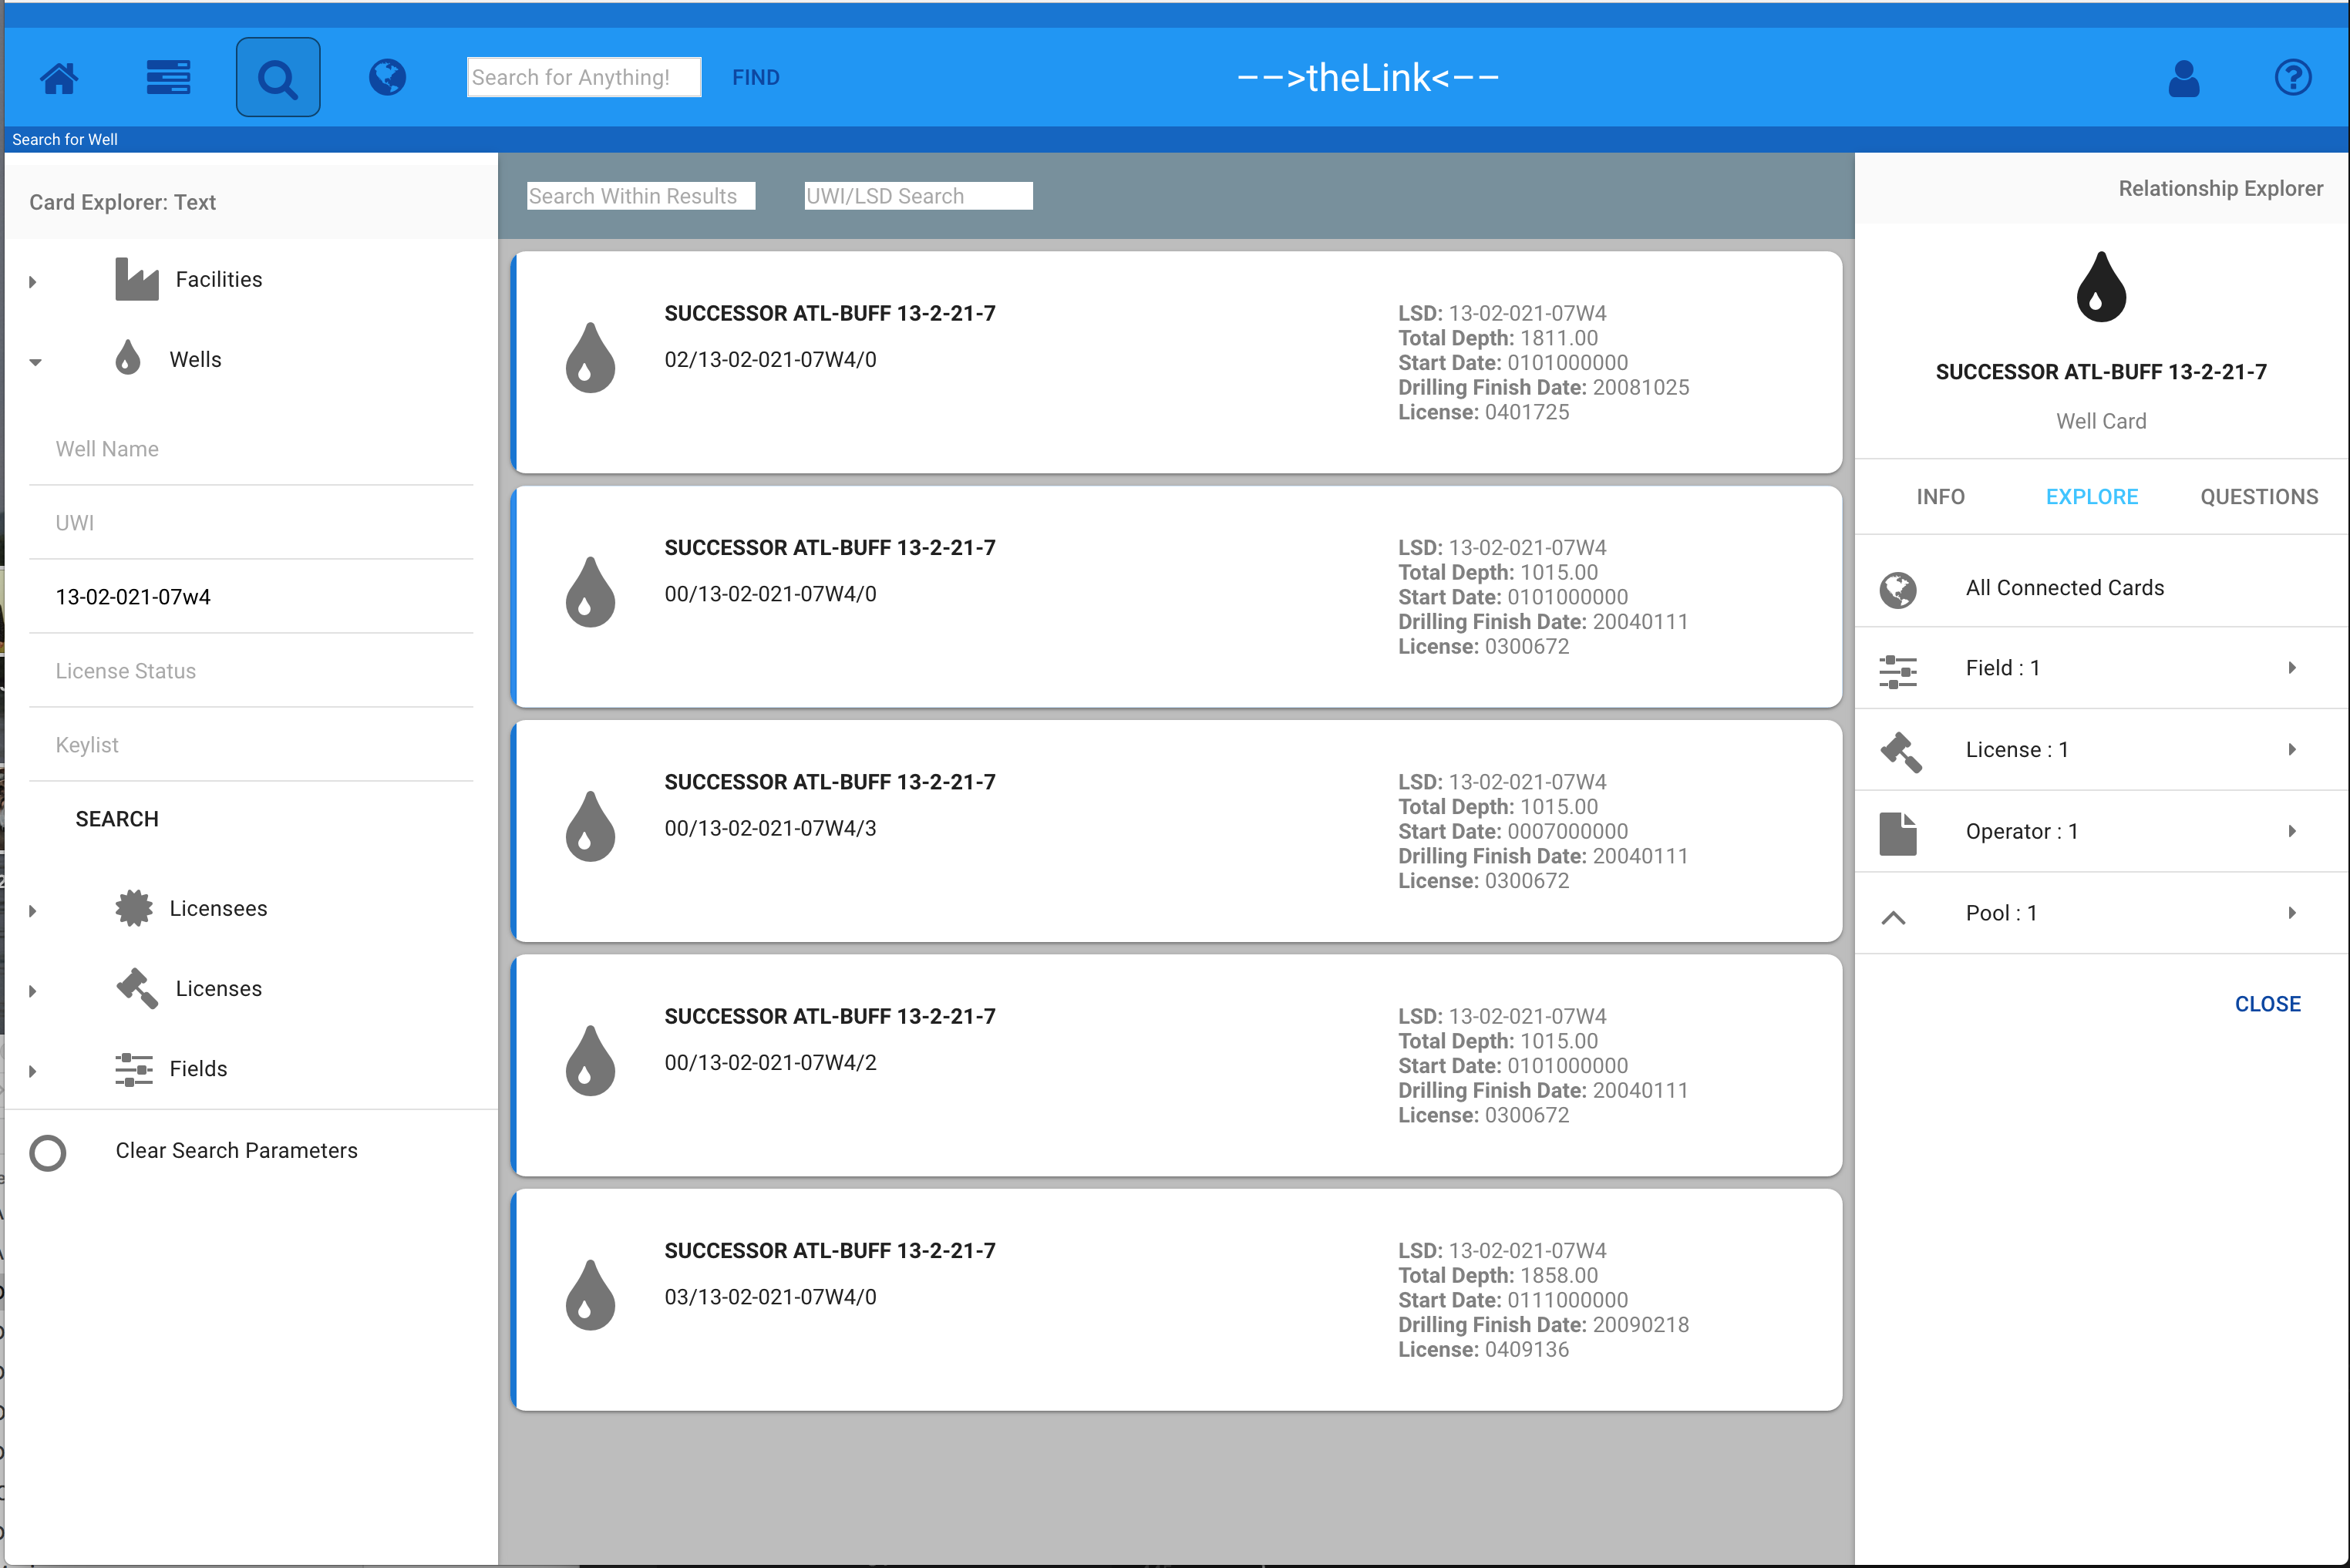 Search for Anything!
FIND
-->theLink<--
Search for Well
Card Explorer: Text
Facilities
Wells
Well Name
UWI
13-02-021-07w4
License Status
Keylist
SEARCH
Licensees
Licenses
Fields
Clear Search Parameters
Search Within Results
UWI/LSD Search
SUCCESSOR ATL-BUFF 13-2-21-7
02/13-02-021-07W4/0
LSD: 13-02-021-07W4
Total Depth: 1811.00
Start Date: 0101000000
Drilling Finish Date: 20081025
License: 0401725
SUCCESSOR ATL-BUFF 13-2-21-7
00/13-02-021-07W4/0
LSD: 13-02-021-07W4
Total Depth: 1015.00
Start Date: 0101000000
Drilling Finish Date: 20040111
License: 0300672
SUCCESSOR ATL-BUFF 13-2-21-7
00/13-02-021-07W4/3
LSD: 13-02-021-07W4
Total Depth: 1015.00
Start Date: 0007000000
Drilling Finish Date: 20040111
License: 0300672
SUCCESSOR ATL-BUFF 13-2-21-7
00/13-02-021-07W4/2
LSD: 13-02-021-07W4
Total Depth: 1015.00
Start Date: 0101000000
Drilling Finish Date: 20040111
License: 0300672
SUCCESSOR ATL-BUFF 13-2-21-7
03/13-02-021-07W4/0
LSD: 13-02-021-07W4
Total Depth: 1858.00
Start Date: 0111000000
Drilling Finish Date: 20090218
License: 0409136
Relationship Explorer
SUCCESSOR ATL-BUFF 13-2-21-7
Well Card
INFO
EXPLORE
QUESTIONS
All Connected Cards
Field : 1
License : 1
Operator : 1
Pool : 1
CLOSE